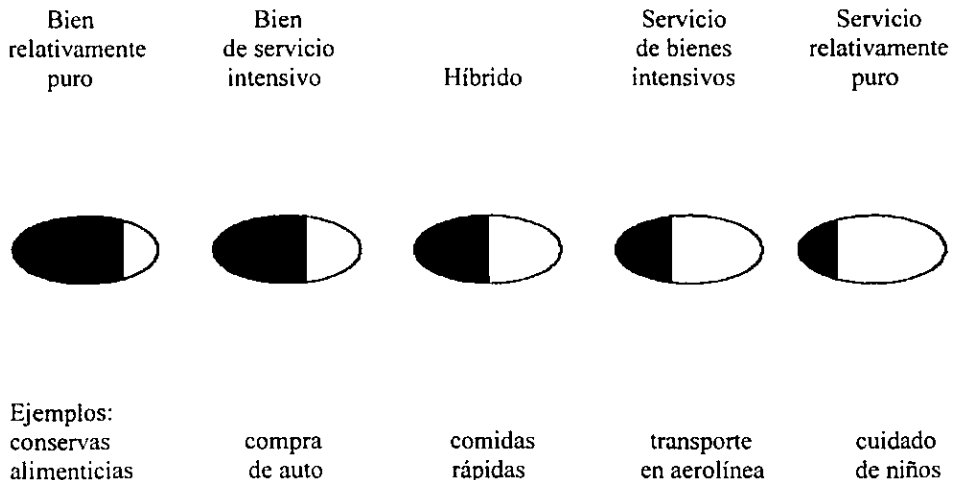 Bien
relativamente
puro
Bien
de servicio
intensivo
Híbrido
Servicio
de bienes
intensivos
Servicio
relativamente
puro
Ejemplos:
conservas
alimenticias
compra
de auto
comidas
rápidas
transporte
en aerolínea
cuidado
de niños